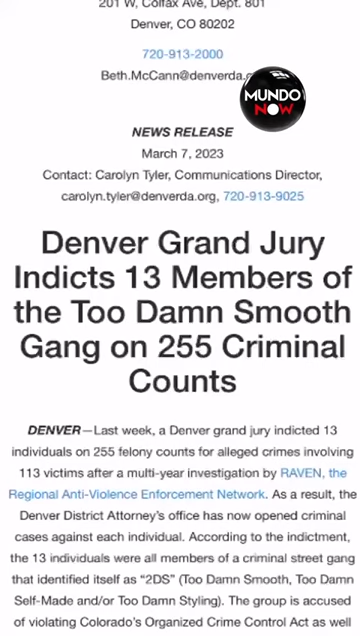 201 W, Colfax Ave, Dept. 801
Denver, CO 80202
720-913-2000
Beth.McCann@denverda.
MUNDO
NOW
NEWS RELEASE
March 7, 2023
Contact: Carolyn Tyler, Communications Director,
carolyn.tyler@denverda.org, 720-913-9025
Denver Grand Jury
Indicts 13 Members of
the Too Damn Smooth
Gang on 255 Criminal
Counts
DENVER—Last week, a Denver grand jury indicted 13
individuals on 255 felony counts for alleged crimes involving
113 victims after a multi-year investigation by RAVEN, the
Regional Anti-Violence Enforcement Network. As a result, the
Denver District Attorney's office has now opened criminal
cases against each individual. According to the indictment,
the 13 individuals were all members of a criminal street gang
that identified itself as "2DS" (Too Damn Smooth, Too Damn
Self-Made and/or Too Damn Styling). The group is accused
of violating Colorado's Organized Crime Control Act as well